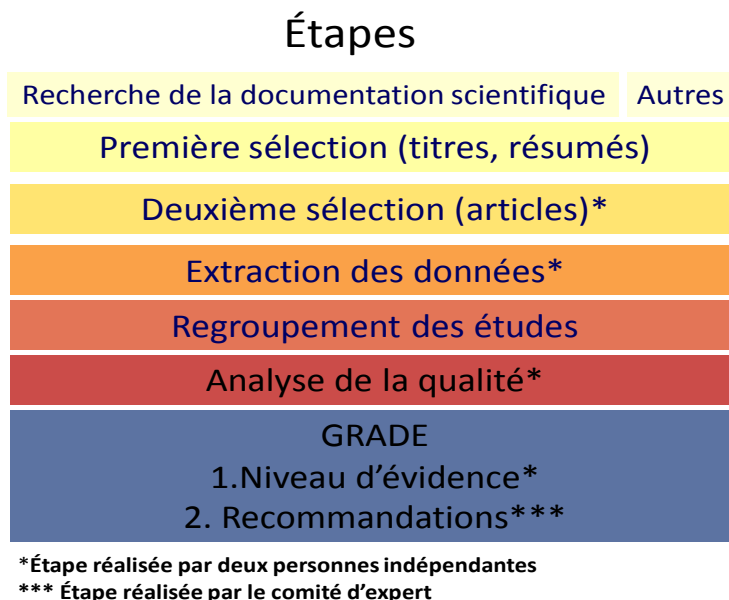 Étapes
Recherche de la documentation scientifique Autres
Première sélection (titres, résumés)
Deuxième sélection (articles)*
Extraction des données*
Regroupement des études
Analyse de la qualité*
GRADE
1.Niveau d’évidence*
2. Recommandations***
*Étape réalisée par deux personnes indépendantes
*** Étape réalisée par le comité d’expert